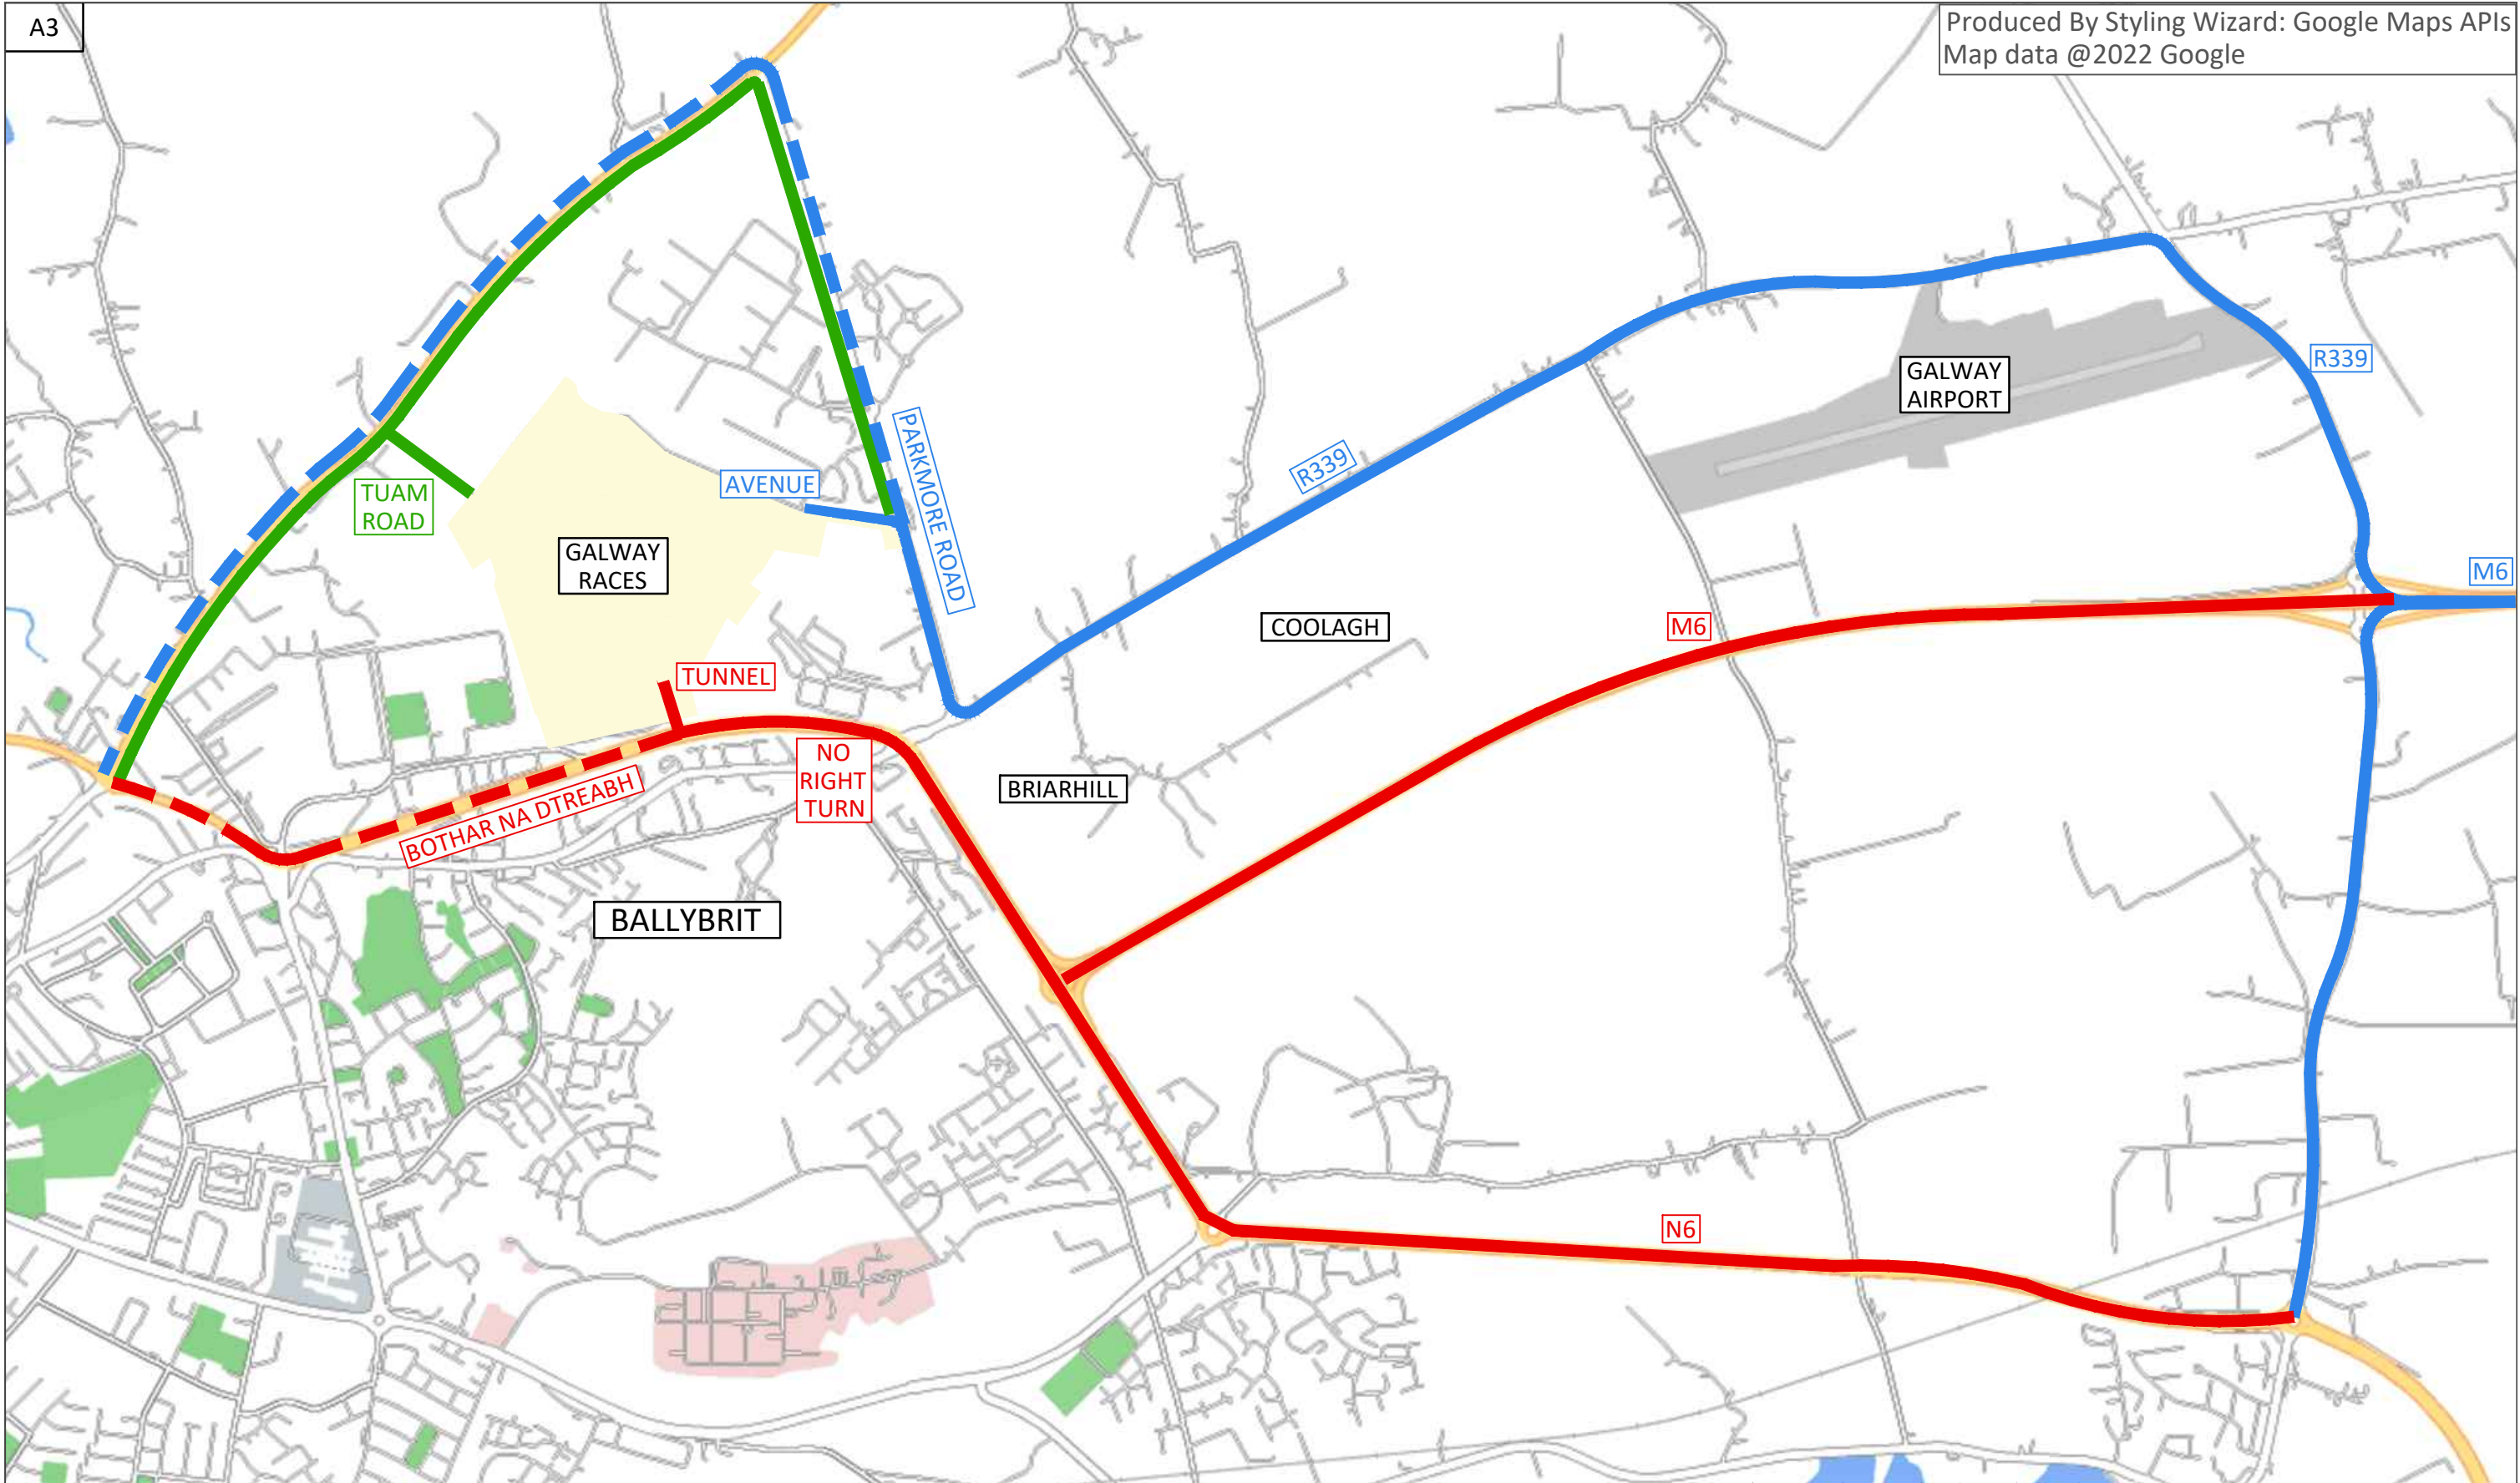 A3
Produced By Styling Wizard: Google Maps APIs
Map data @2022 Google
R339
GALWAY
AIRPORT
PARKMORE ROAD
R339
AVENUE
TUAM
ROAD
GALWAY
RACES
M6
COOLAGH
M6
TUNNEL
NO
RIGHT
TURN
BRIARHILL
BOTHAR NA DTREABH
BALLYBRIT
N6